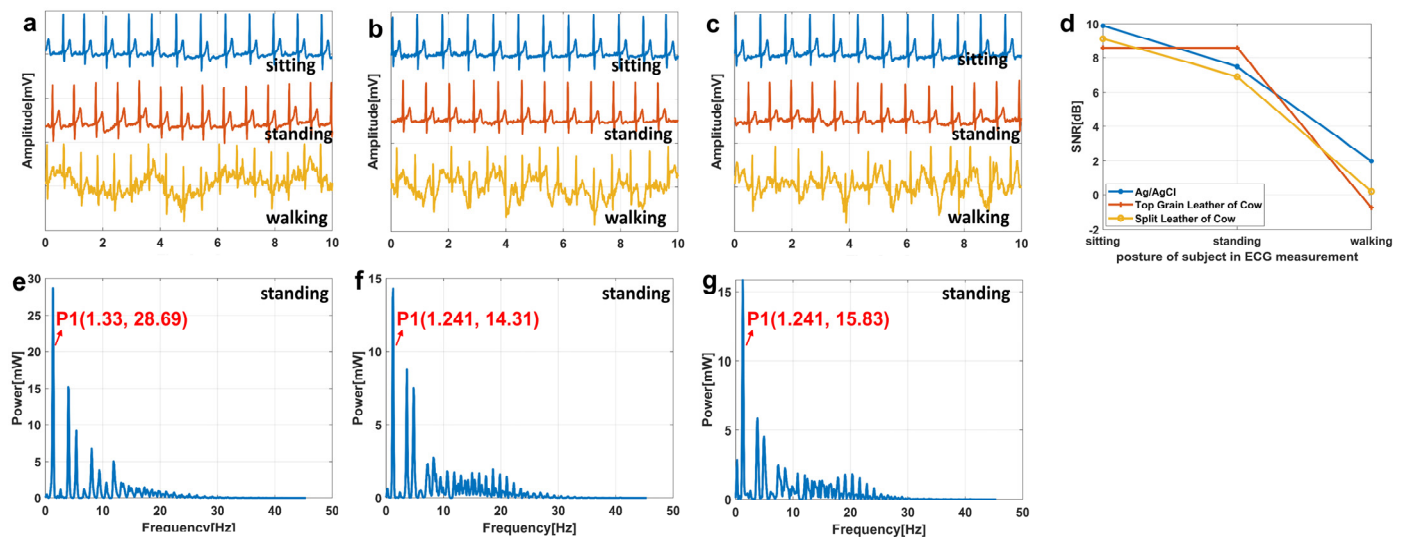 a
Amplitude[mV]
sitting
standing
walking
0 2 4 6 8 10
b
Amplitude[mV]
sitting
standing
walking
0 2 4 6 8 10
c
Amplitude[mV]
sitting
standing
walking
0 2 4 6 8 10
d
SNR[dB]
10
8
6
4
2
0
-2
Ag/AgCl
Top Grain Leather of Cow
Split Leather of Cow
sitting standing walking
posture of subject in ECG measurement
e
standing
P1(1.33, 28.69)
Power[mW]
30
25
20
15
10
5
0
0 10 20 30 40 50
Frequency[Hz]
f
standing
P1(1.241, 14.31)
Power[mW]
15
10
5
0
0 10 20 30 40 50
Frequency[Hz]
g
standing
P1(1.241, 15.83)
Power[mW]
15
10
5
0
0 10 20 30 40 50
Frequency[Hz]